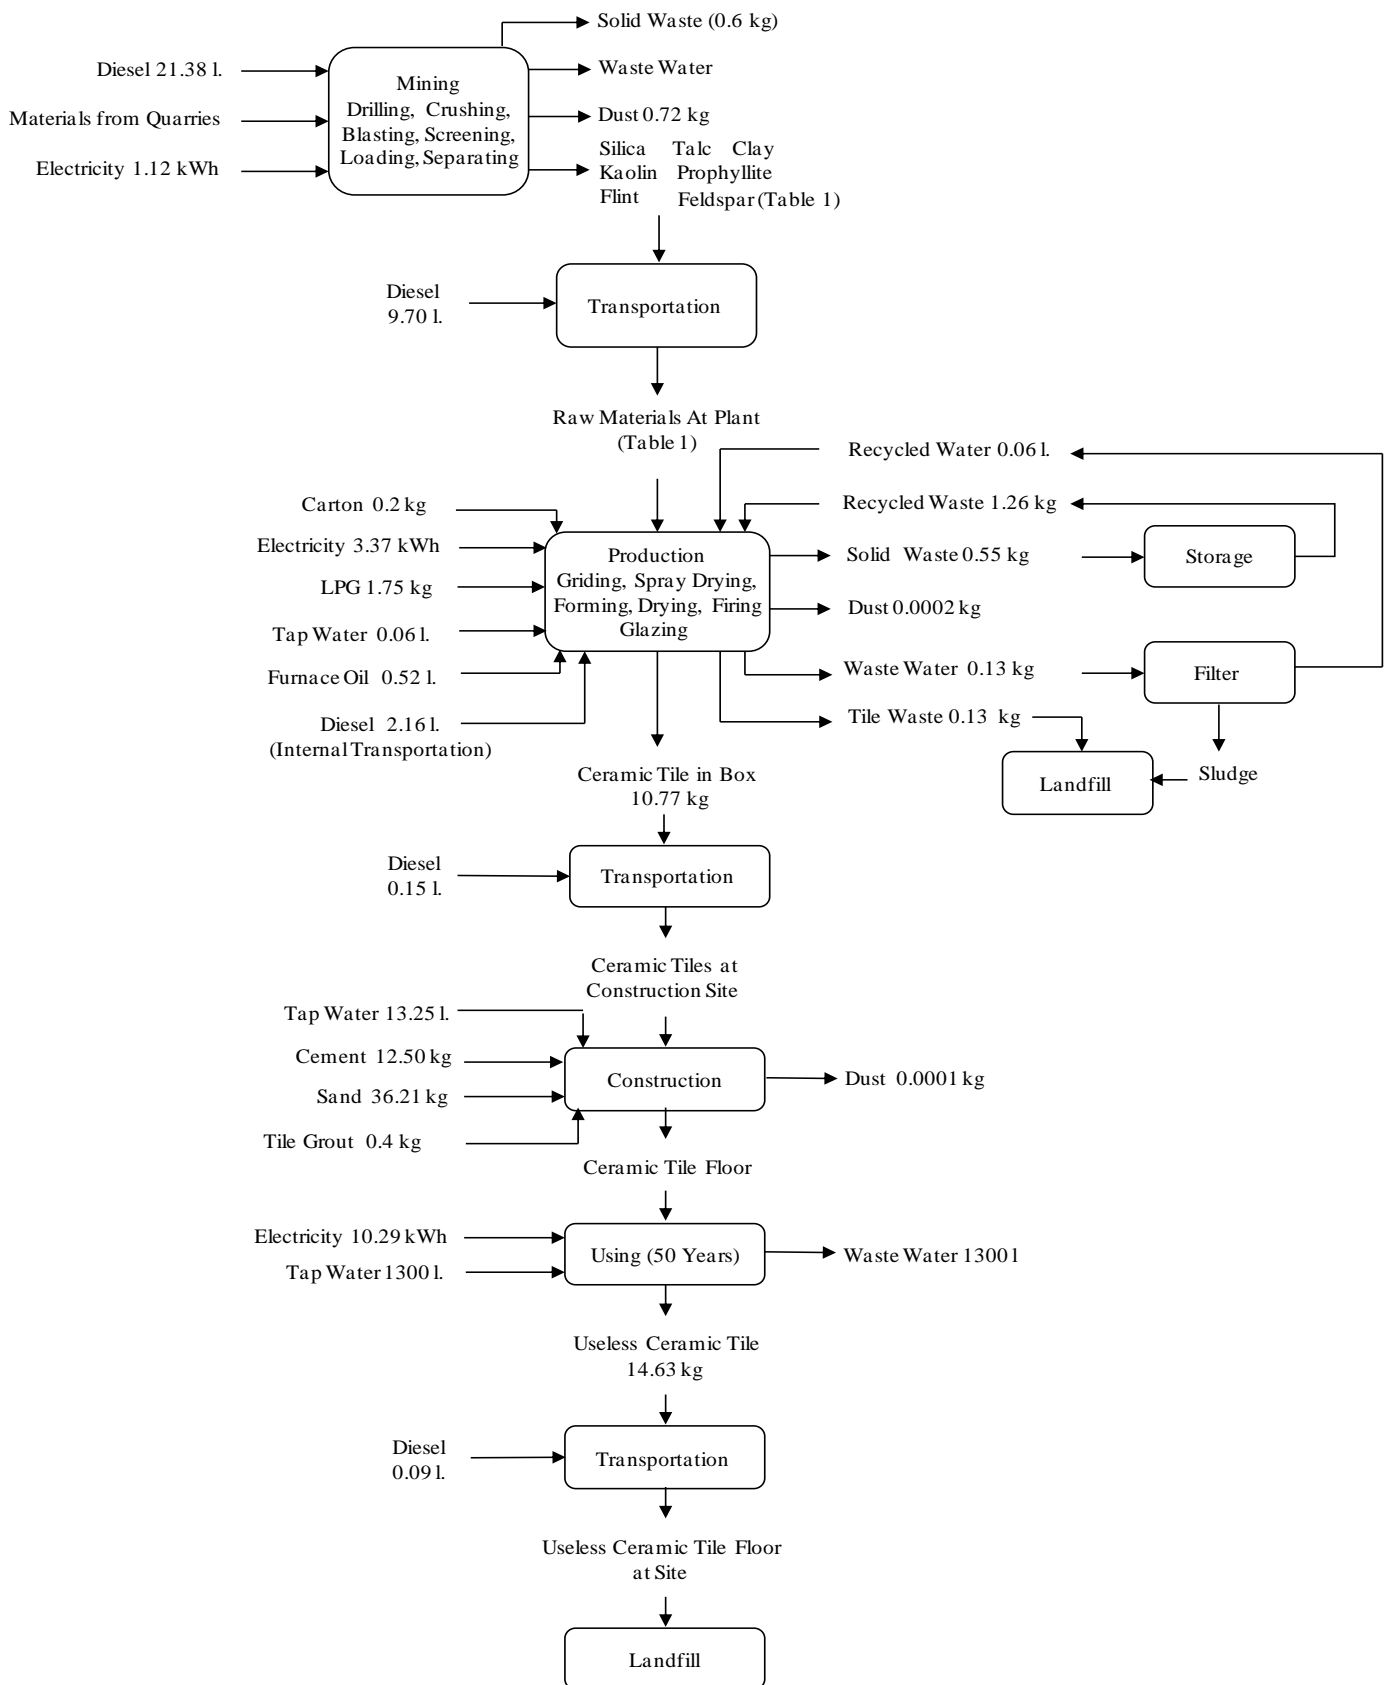 Solid Waste (0.6 kg)
Diesel 21.38 l.
Materials from Quarries
Electricity 1.12 kWh
Mining
Drilling, Crushing,
Blasting, Screening,
Loading, Separating
Waste Water
Dust 0.72 kg
Silica Talc Clay
Kaolin Prophyllite
Flint Feldspar (Table 1)
Diesel
9.70 l.
Transportation
Raw Materials At Plant
(Table 1)
Recycled Water 0.06 l.
Recycled Waste 1.26 kg
Carton 0.2 kg
Electricity 3.37 kWh
LPG 1.75 kg
Tap Water 0.06 l.
Furnace Oil 0.52 l.
Diesel 2.16 l.
(Internal Transportation)
Production
Griding, Spray Drying,
Forming, Drying, Firing
Glazing
Solid Waste 0.55 kg
Storage
Dust 0.0002 kg
Waste Water 0.13 kg
Filter
Tile Waste 0.13 kg
Landfill
Sludge
Ceramic Tile in Box
10.77 kg
Diesel
0.15 l.
Transportation
Ceramic Tiles at
Construction Site
Tap Water 13.25 l.
Cement 12.50 kg
Sand 36.21 kg
Tile Grout 0.4 kg
Construction
Dust 0.0001 kg
Ceramic Tile Floor
Electricity 10.29 kWh
Tap Water 1300 l.
Using (50 Years)
Waste Water 1300 l
Useless Ceramic Tile
14.63 kg
Diesel
0.09 l.
Transportation
Useless Ceramic Tile Floor
at Site
Landfill